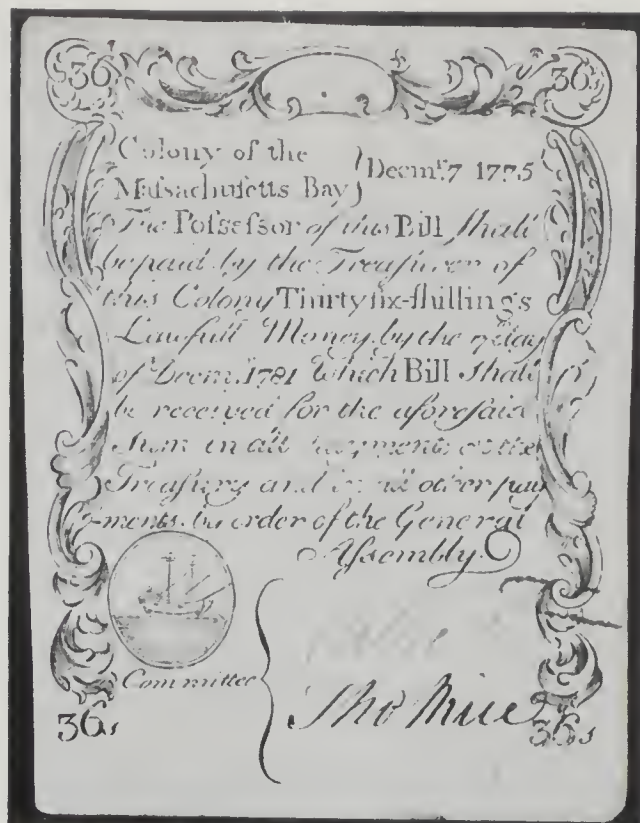 36 36
Colony of the
Massachusetts Bay } Decmr. 7 1775
The Possessor of this Bill shall
be paid by the Treasurer of
this Colony Thirty six-shillings
Lawfull Money by the 7 day
of Decmr. 1781 Which Bill shall
be received for the aforesaid
Sum in all payments at the
Treasury and in all other pay
ments by order of the General
Assembly.
Committee
Tho
36s 36s